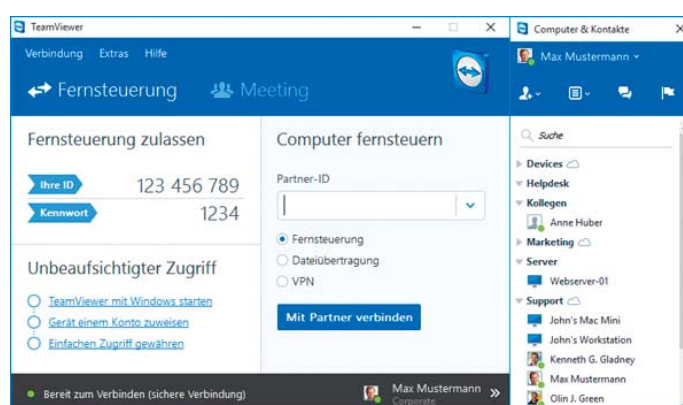 TeamViewer
Verbindung Extras Hilfe
Fernsteuerung Meeting
Fernsteuerung zulassen
Ihre ID 123 456 789
Kennwort 1234
Unbeaufsichtigter Zugriff
TeamViewer mit Windows starten
Gerät einem Konto zuweisen
Einfachen Zugriff gewähren
Computer fernsteuern
Partner-ID
Fernsteuerung
Dateiübertragung
VPN
Mit Partner verbinden
Bereit zum Verbinden (sichere Verbindung)
Max Mustermann
Corporate
Computer & Kontakte
Max Mustermann
Suche
Devices
Helpdesk
Kollegen
Anne Huber
Marketing
Server
Webserver-01
Support
John's Mac Mini
John's Workstation
Kenneth G. Gladney
Max Mustermann
Olin J. Green